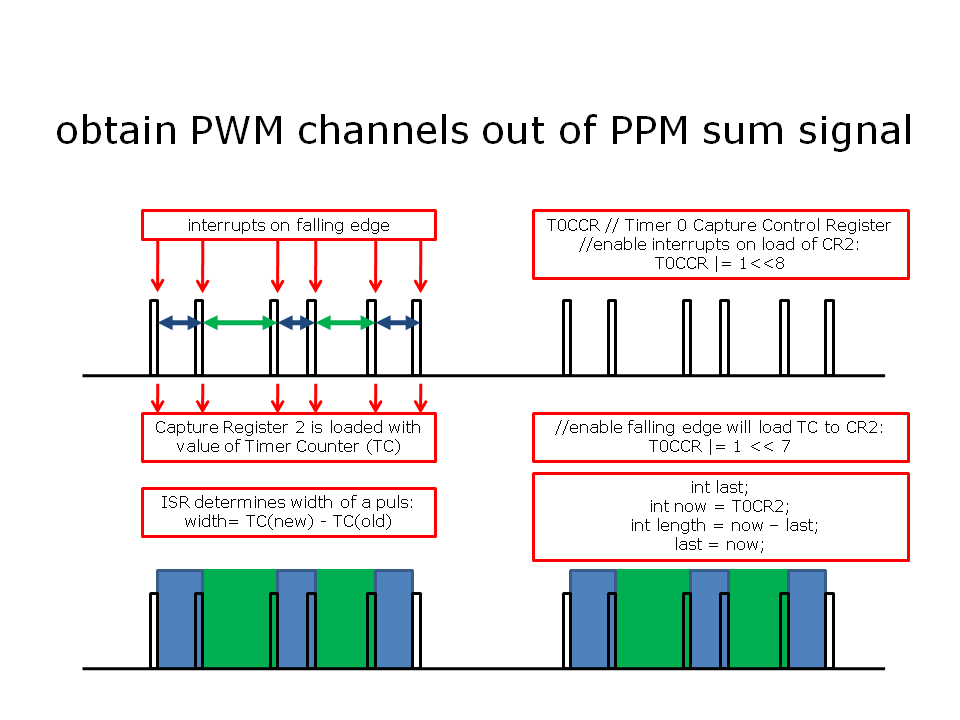 obtain PWM channels out of PPM sum signal
interrupts on falling edge
T0CCR // Timer 0 Capture Control Register
//enable interrupts on load of CR2:
T0CCR |= 1<<8
Capture Register 2 is loaded with
value of Timer Counter (TC)
//enable falling edge will load TC to CR2:
T0CCR |= 1 << 7
ISR determines width of a puls:
width= TC(new) - TC(old)
int last;
int now = T0CR2;
int length = now – last;
last = now;